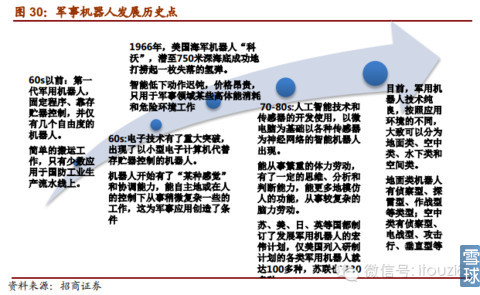 图 30：军事机器人发展历史点
60s以前：第一
代军用机器人，
固定程序、靠存
贮器控制，并仅
有几个自由度的
机器人。
简单的搬运工
作，只有少数应
用于国防工业生
产流水线上。
1966年，美国海军机器人“科
沃”，潜至750米深海底成功地
打捞起一枚失落的氢弹。
智能低下动作迟钝，价格昂贵，
只用于军事领域某些高体能消耗
和危险环境工作
60s:电子技术有了重大突破，
出现了以小型电子计算机代替
存贮器控制的机器人。
机器人开始有了“某种感觉”
和协调能力，能自主地或在人
的控制下从事稍微复杂一些的
工作，这为军事应用创造了条
件
70-80s:人工智能技术和
传感器的开发使用，以微
电脑为基础以各种传感器
为神经网络的智能机器人
出现。
能从事繁重的体力劳动，
有了一定的思维、分析和
判断能力，能更多地模仿
人的功能，从事较复杂的
脑力劳动。
苏、美、日、英等国都制
订了发展军用机器人的宏
伟计划，仅美国列入研制
计划的各类军用机器人就
达100多种，苏联也
目前，军用机
器人技术纯
良，按照应用
环境的不同，
大致可以分为
地面类、空中
类、水下类和
空间类。
地面类机器人
有侦察型、探
雷型、作战型
等类型；空中
类有侦察型、
电战型、攻击
行、垂直型等
资料来源：招商证券
微信号: itouzk
雪球